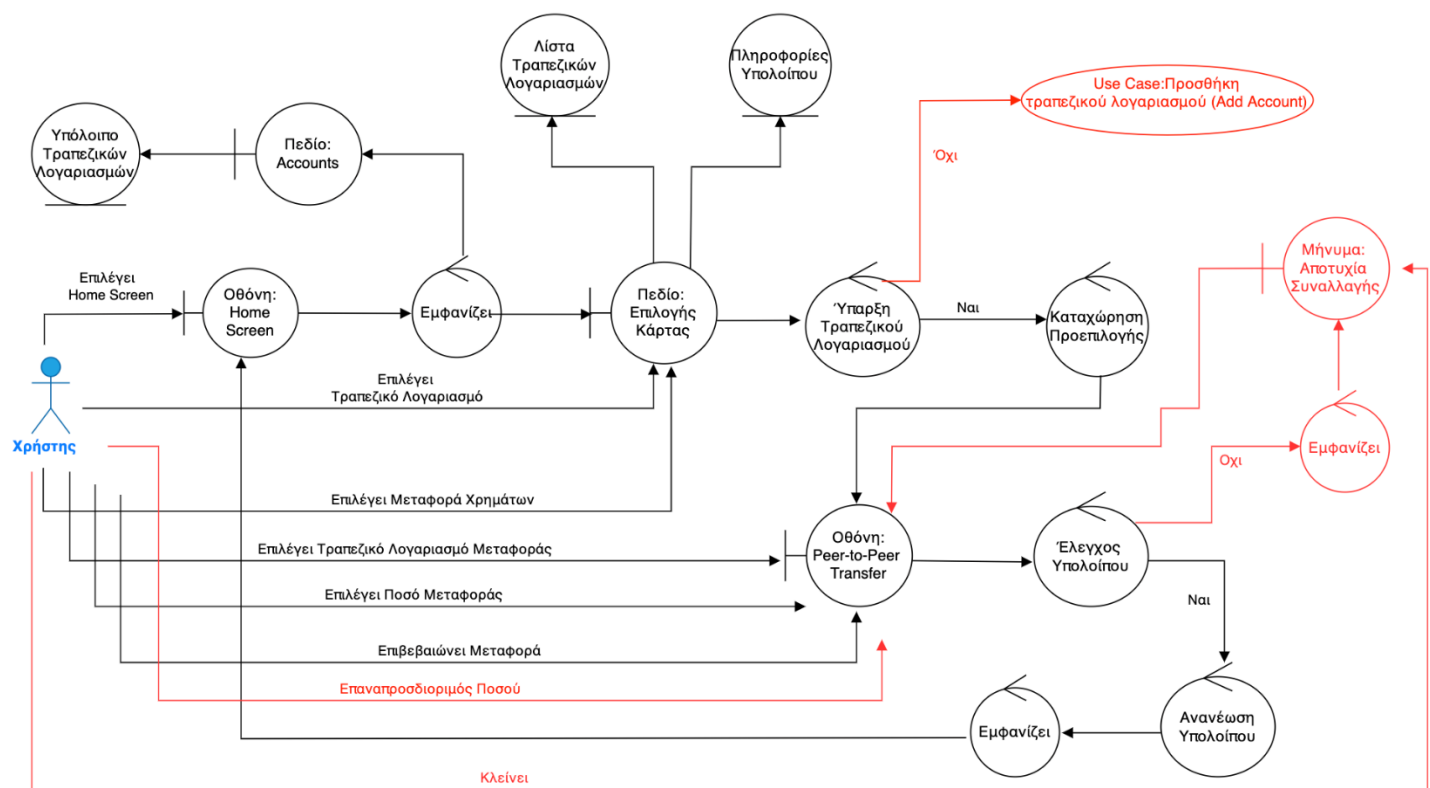 Λίστα
Τραπεζικών
Λογαριασμών
Πληροφορίες
Υπολοίπου
Use Case:Προσθήκη
τραπεζικού λογαριασμού (Add Account)
Υπόλοιπο
Τραπεζικών
Λογαριασμών
Πεδίο:
Accounts
Όχι
Μήνυμα:
Αποτυχία
Συναλλαγής
Επιλέγει
Home Screen
Οθόνη:
Home
Screen
Εμφανίζει
Πεδίο:
Επιλογής
Κάρτας
Ύπαρξη
Τραπεζικού
Λογαριασμού
Ναι
Καταχώρηση
Προεπιλογής
Επιλέγει
Τραπεζικό Λογαριασμό
Χρήστης
Εμφανίζει
Οχι
Επιλέγει Μεταφορά Χρημάτων
Επιλέγει Τραπεζικό Λογαριασμό Μεταφοράς
Οθόνη:
Peer-to-Peer
Transfer
Έλεγχος
Υπολοίπου
Επιλέγει Ποσό Μεταφοράς
Ναι
Επιβεβαιώνει Μεταφορά
Επαναπροσδιοριμός Ποσού
Εμφανίζει
Ανανέωση
Υπολοίπου
Κλείνει